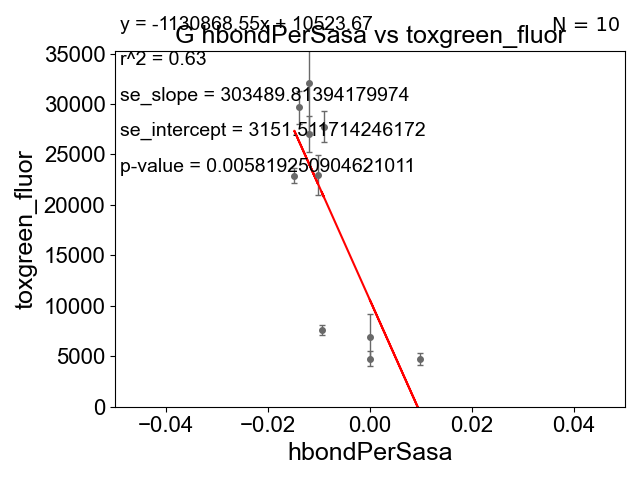 y = -1130868.55x + 10523.67
N = 10
G hbondPerSasa vs toxgreen_fluor
r^2 = 0.63
se_slope = 303489.81394179974
se_intercept = 3151.511714246172
p-value = 0.005819250904621011
35000
30000
25000
20000
15000
10000
5000
0
toxgreen_fluor
−0.04 −0.02 0.00 0.02 0.04
hbondPerSasa